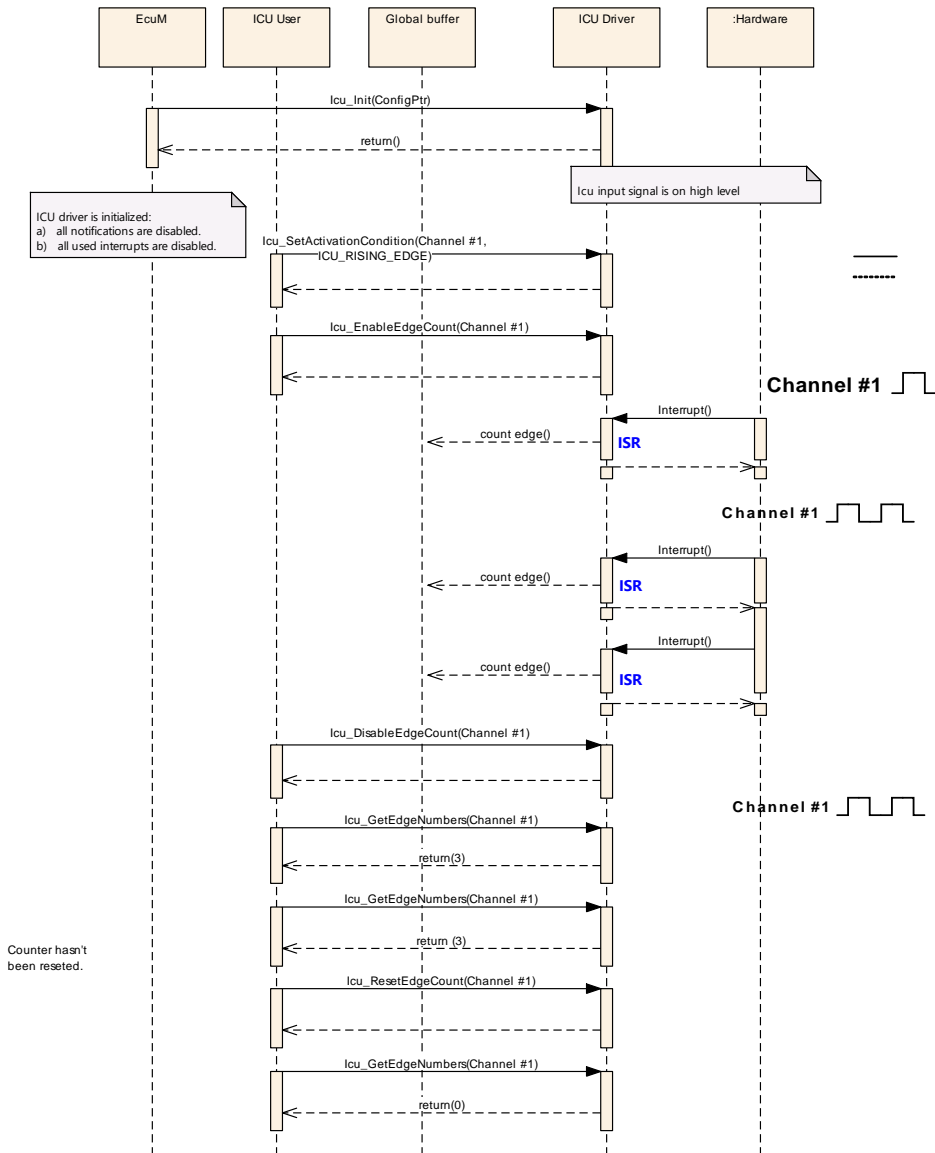 EcuM
ICU User
Global buffer
ICU Driver
:Hardware
Icu_Init(ConfigPtr)
return()
Icu input signal is on high level
ICU driver is initialized:
a) all notifications are disabled.
b) all used interrupts are disabled.
Icu_SetActivationCondition(Channel #1,
ICU_RISING_EDGE)
Icu_EnableEdgeCount(Channel #1)
Channel #1
Interrupt()
count edge()
ISR
Channel #1
Interrupt()
count edge()
ISR
Interrupt()
count edge()
ISR
Icu_DisableEdgeCount(Channel #1)
Channel #1
Icu_GetEdgeNumbers(Channel #1)
return(3)
Icu_GetEdgeNumbers(Channel #1)
return (3)
Counter hasn't
been reseted.
Icu_ResetEdgeCount(Channel #1)
Icu_GetEdgeNumbers(Channel #1)
return(0)